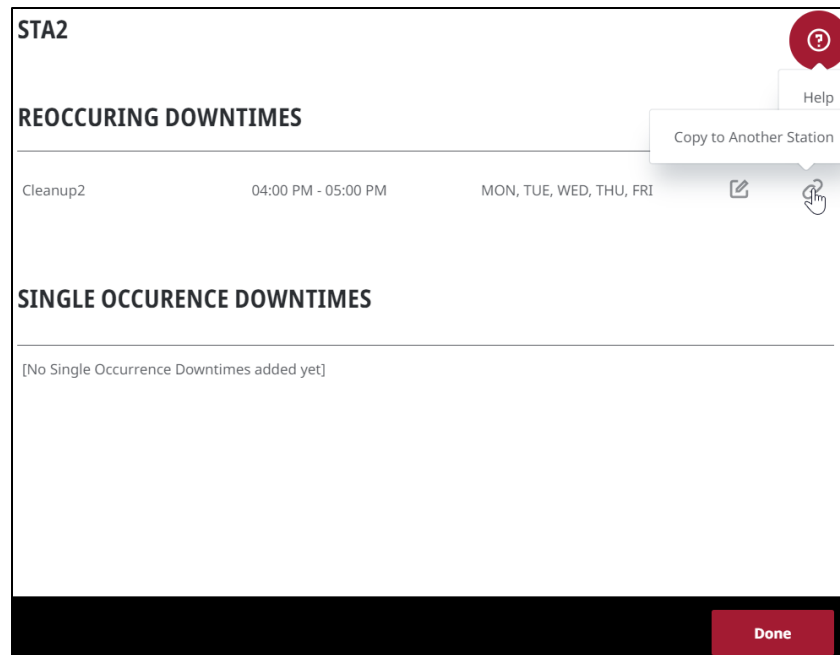 STA2
Help
REOCCURING DOWNTIMES
Copy to Another Station
Cleanup2 04:00 PM - 05:00 PM MON, TUE, WED, THU, FRI
SINGLE OCCURENCE DOWNTIMES
[No Single Occurrence Downtimes added yet]
Done